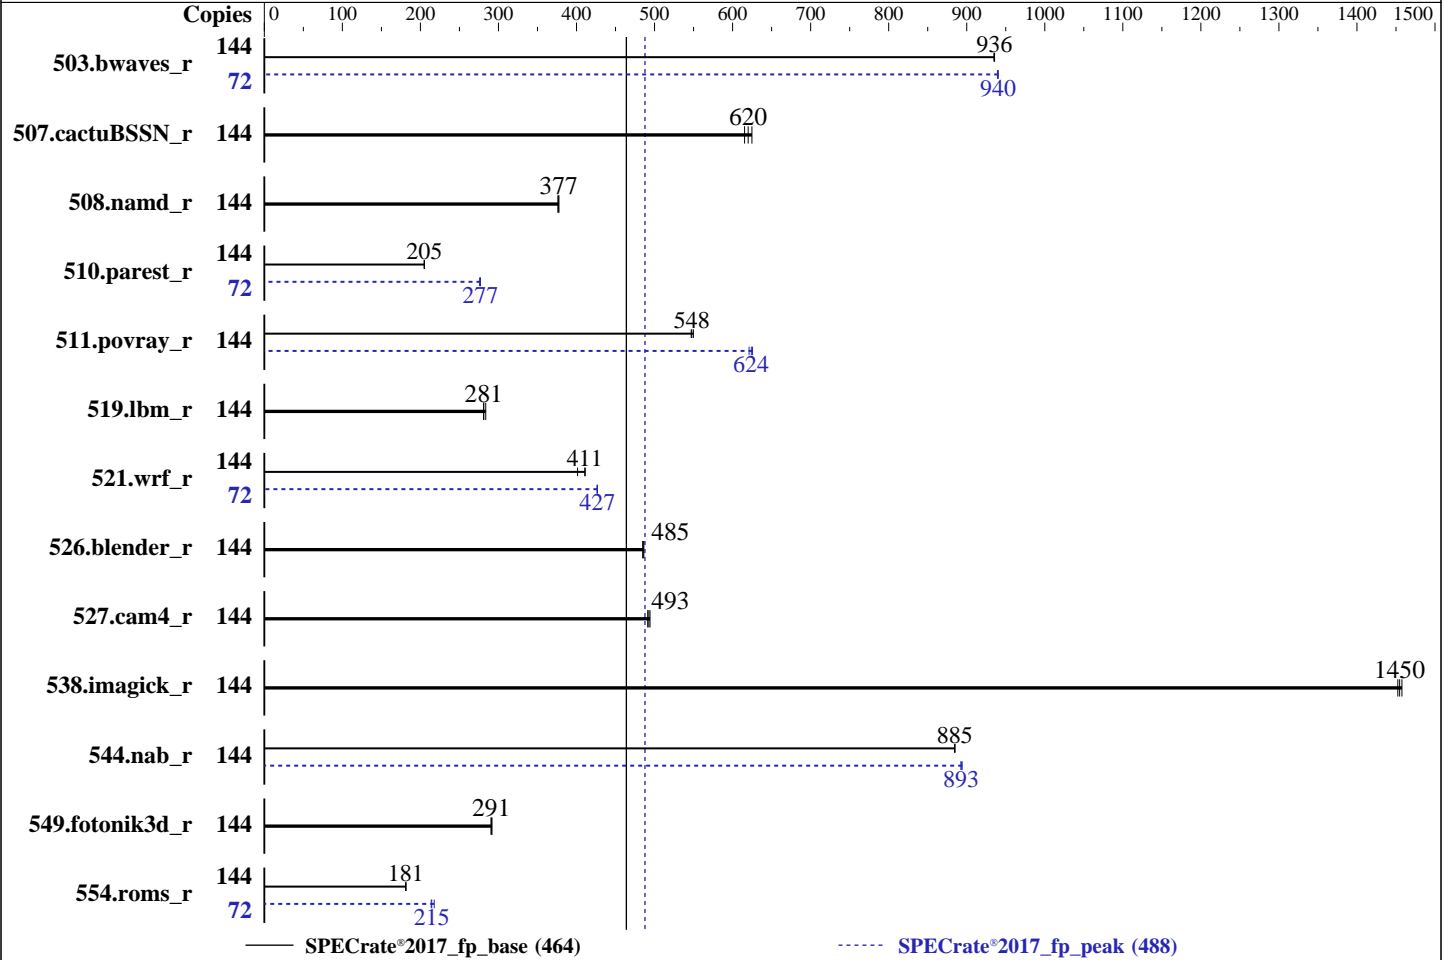 Copies 0 100 200 300 400 500 600 700 800 900 1000 1100 1200 1300 1400 1500
503.bwaves_r 144 936
72 940
507.cactuBSSN_r 144 620
508.namd_r 144 377
510.parest_r 144 205
72 277
511.povray_r 144 548
624
519.lbm_r 144 281
521.wrf_r 144 411
72 427
526.blender_r 144 485
527.cam4_r 144 493
538.imagick_r 144 1450
544.nab_r 144 885
893
549.fotonik3d_r 144 291
554.roms_r 144 181
72 215
SPECrate®2017_fp_base (464) SPECrate®2017_fp_peak (488)